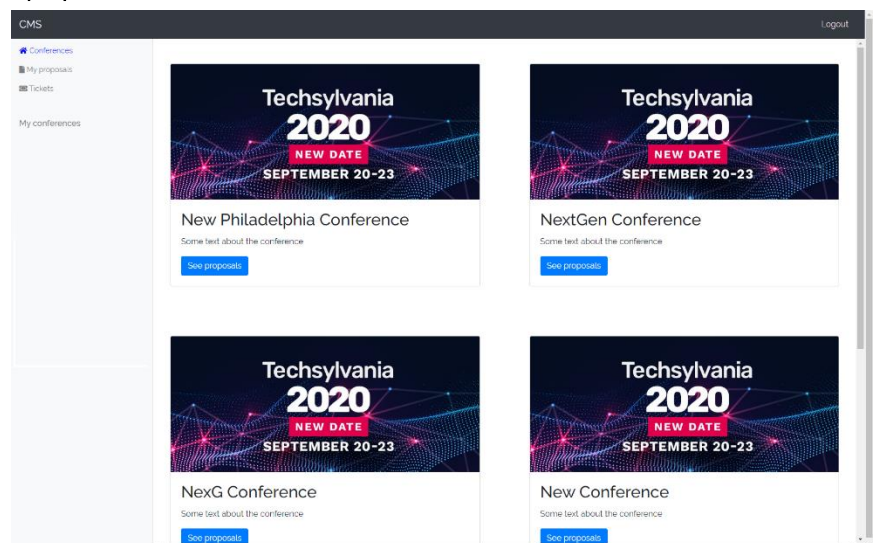 CMS
Logout
Conferences
My proposals
Tickets
My conferences
Techsylvania
2020
NEW DATE
SEPTEMBER 20-23
New Philadelphia Conference
Some text about the conference
See proposals
Techsylvania
2020
NEW DATE
SEPTEMBER 20-23
NextGen Conference
Some text about the conference
See proposals
Techsylvania
2020
NEW DATE
SEPTEMBER 20-23
NexG Conference
Some text about the conference
See proposals
Techsylvania
2020
NEW DATE
SEPTEMBER 20-23
New Conference
Some text about the conference
See proposals